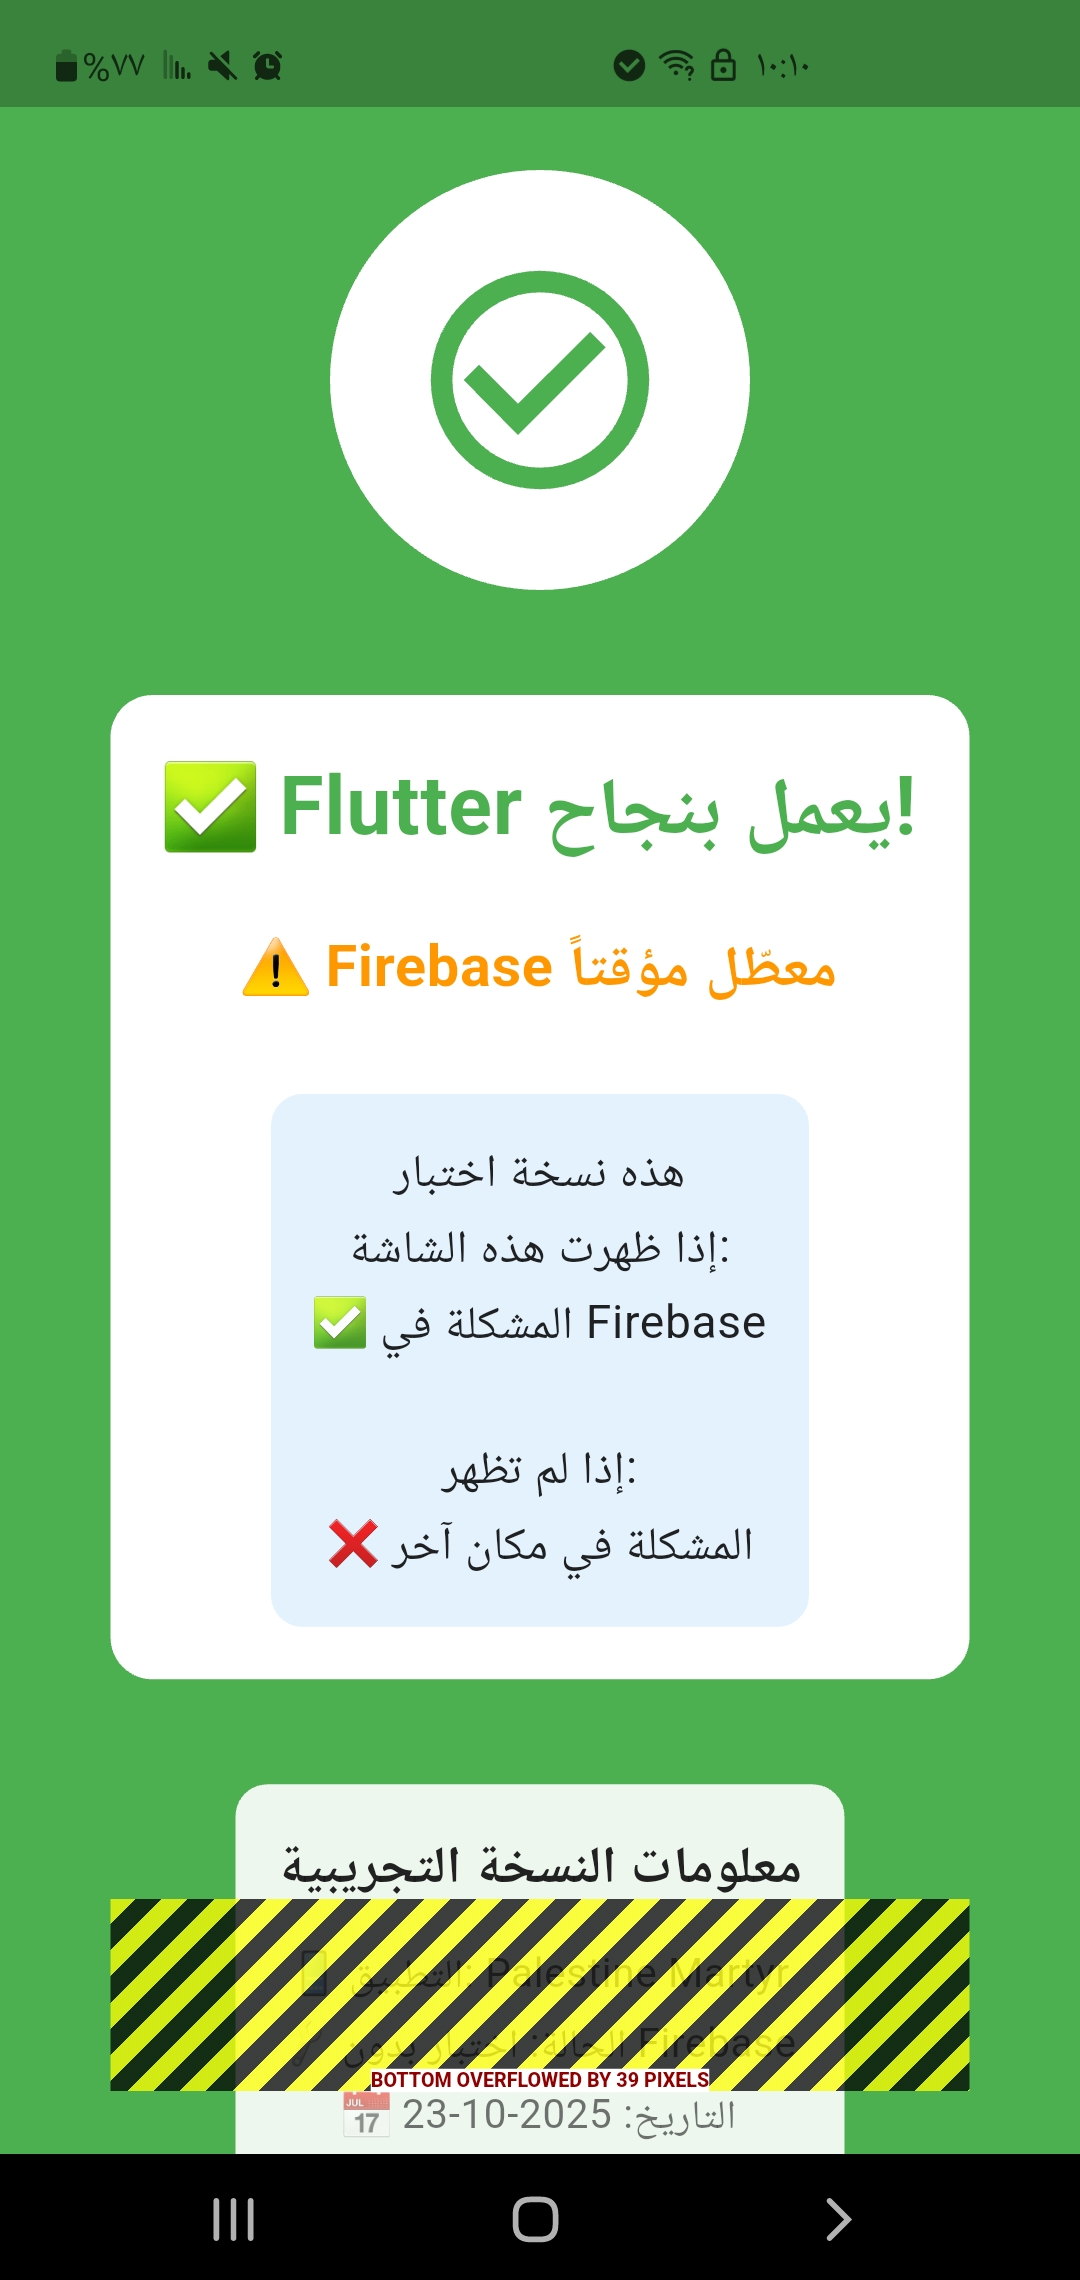 %٧٧ ١٠:١٠
✅ Flutter يعمل بنجاح!
⚠️ Firebase معطّل مؤقتاً
هذه نسخة اختبار
إذا ظهرت هذه الشاشة:
✅ المشكلة في Firebase
إذا لم تظهر:
❌ المشكلة في مكان آخر
معلومات النسخة التجريبية
التطبيق: Palestine Martyr
الحالة: اختبار بدون Firebase
BOTTOM OVERFLOWED BY 39 PIXELS
📅 التاريخ: 2025-10-23